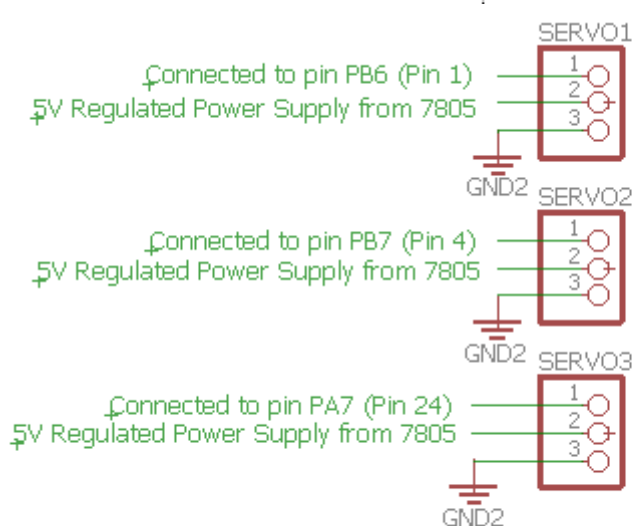 SERVO1
Connected to pin PB6 (Pin 1)
1
5V Regulated Power Supply from 7805
2
3
GND2
SERVO2
Connected to pin PB7 (Pin 4)
1
5V Regulated Power Supply from 7805
2
3
GND2
SERVO3
Connected to pin PA7 (Pin 24)
1
5V Regulated Power Supply from 7805
2
3
GND2